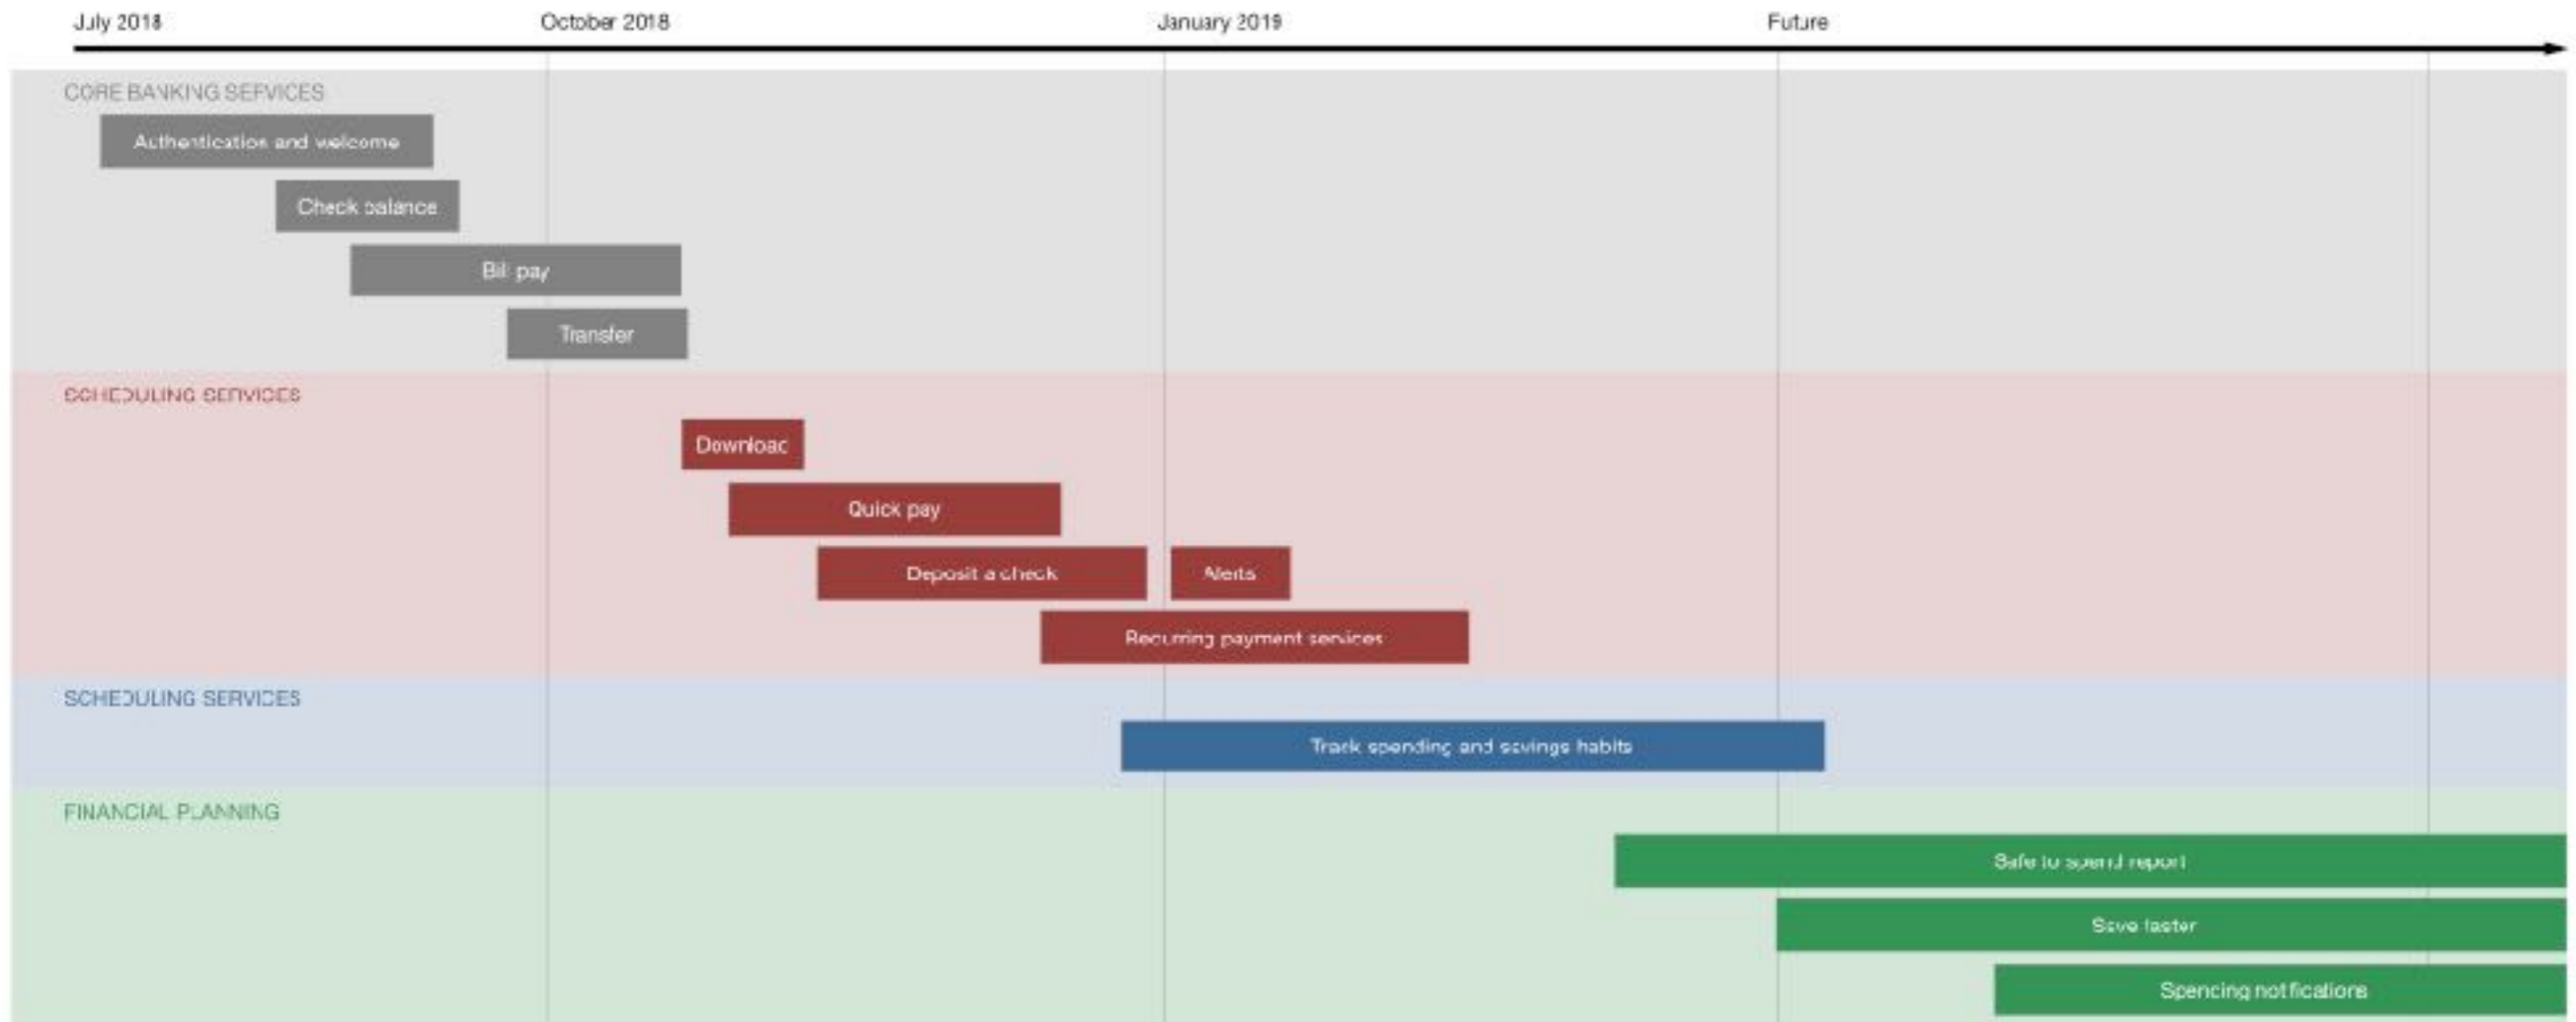 July 2018
October 2018
January 2019
Future
CORE BANKING SERVICES
Authentication and welcome
Check balance
Bill pay
Transfer
SCHEDULING SERVICES
Download
Quick pay
Deposit a check
Alerts
Recurring payment services
SCHEDULING SERVICES
Track spending and savings habits
FINANCIAL PLANNING
Safe to spend report
Save faster
Spending notifications